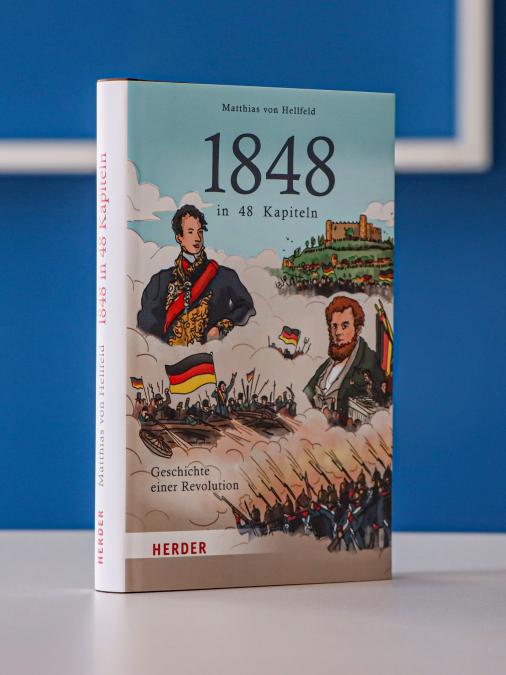 Matthias von Hellfeld
1848
in 48 Kapiteln
Geschichte
einer Revolution
HERDER
HERDER Matthias von Hellfeld 1848 in 48 Kapiteln